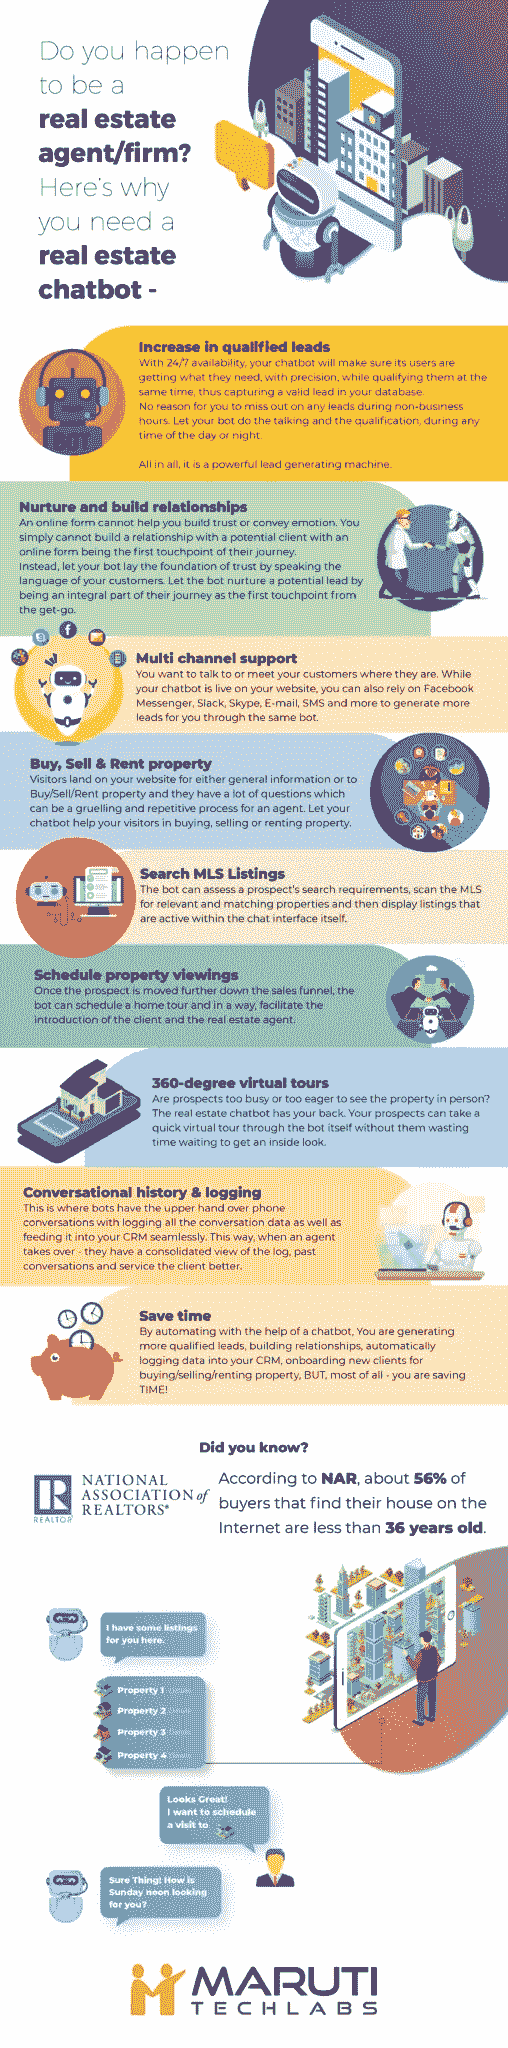 Do you happen
to be a
real estate
agent/firm?
Here's why
you need a
real estate
chatbot -
Increase in qualified leads
With 24/7 availability, your chatbot will make sure its users are
getting what they need, with precision, while qualifying them at the
same time, thus capturing a valid lead in your database.
No reason for you to miss out on any leads during non-business
hours. Let your bot do the talking and the qualification, during any
time of the day or night.
All in all, it is a powerful lead generating machine.
Nurture and build relationships
An online form cannot help you build trust or convey emotion. You
simply cannot build a relationship with a potential client with an
online form being the first touchpoint of their journey.
Instead, let your bot lay the foundation of trust by speaking the
language of your customers. Let the bot nurture a potential lead by
being an integral part of their journey as the first touchpoint from
the get-go.
Multi channel support
You want to talk to or meet your customers where they are. While
your chatbot is live on your website, you can also rely on Facebook
Messenger, Slack, Skype, E-mail, SMS and more to generate more
leads for you through the same bot.
Buy, Sell & Rent property
Visitors land on your website for either general information or to
Buy/Sell/Rent property and they have a lot of questions which
can be a gruelling and repetitive process for an agent. Let your
chatbot help your visitors in buying, selling or renting property.
Search MLS Listings
The bot can assess a prospect's search requirements, scan the MLS
for relevant and matching properties and then display listings that
are active within the chat interface itself.
Schedule property viewings
Once the prospect is moved further down the sales funnel, the
bot can schedule a home tour and in a way, facilitate the
introduction of the client and the real estate agent.
360-degree virtual tours
Are prospects too busy or too eager to see the property in person?
The real estate chatbot has your back. Your prospects can take a
quick virtual tour through the bot itself without them wasting
time waiting to get an inside look.
Conversational history & logging
This is where bots have the upper hand over phone
conversations with logging all the conversation data as well as
feeding it into your CRM seamlessly. This way, when an agent
takes over - they have a consolidated view of the log, past
conversations and service the client better.
Save time
By automating with the help of a chatbot, You are generating
more qualified leads, building relationships, automatically
logging data into your CRM, onboarding new clients for
buying/selling/renting property, BUT, most of all - you are saving
TIME!
Did you know?
NATIONAL
ASSOCIATION of
REALTORS®
REALTOR
According to NAR, about 56% of
buyers that find their house on the
Internet are less than 36 years old.
I have some listings
for you here.
Property 1
Property 2
Property 3
Property 4
Looks Great!
I want to schedule
a visit to
Sure Thing! How is
Sunday noon looking
for you?
MARUTI
TECHLABS